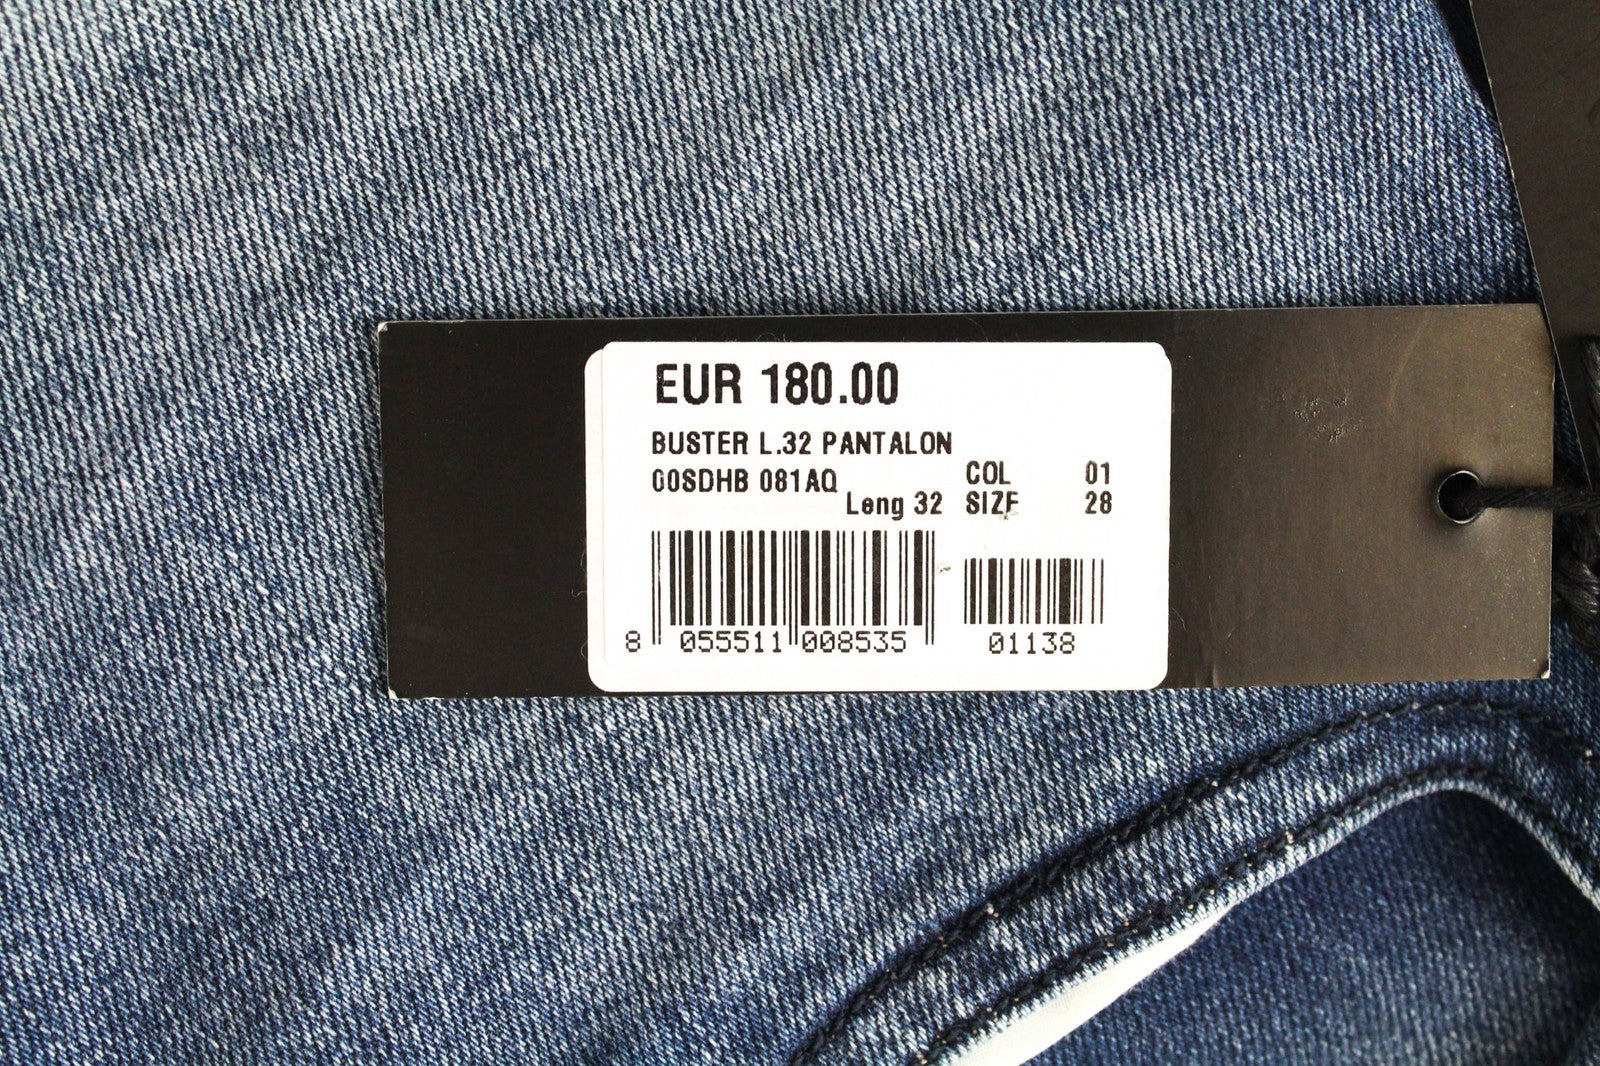 EUR 180.00
BUSTER L.32 PANTALON
00SDHB 081AQ
COL 01
Leng 32 SIZE 28
8 055511 008535
01138